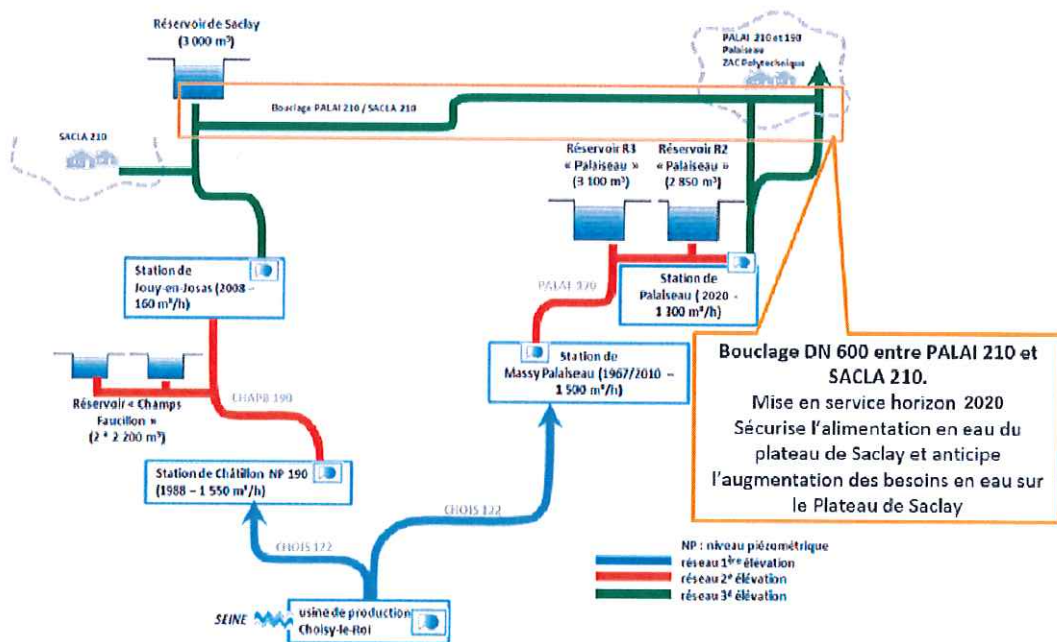 Réservoir de Saclay
(3 000 m³)
PALAI 210 et 190
Palaiseau
ZAC Polytechnique
Bouclage PALAI 210 / SACLA 210
SACLA 210
Réservoir R3
« Palaiseau »
(3 100 m³)
Réservoir R2
« Palaiseau »
(2 850 m³)
Station de
Jouy-en-Josas (2008 –
160 m³/h)
Station de
Palaiseau ( 2020 -
1 300 m³/h)
PALAI 170
Station de
Massy Palaiseau (1967/2010 –
1 500 m³/h)
Réservoir « Champs
Faucillon »
(2 * 2 200 m³)
CHAPB 190
Station de Châtillon NP 190
(1988 – 1 550 m³/h)
CHOIS 122
CHOIS 122
Bouclage DN 600 entre PALAI 210 et
SACLA 210.
Mise en service horizon 2020
Sécurise l'alimentation en eau du
plateau de Saclay et anticipe
l'augmentation des besoins en eau sur
le Plateau de Saclay
NP : niveau piézométrique
réseau 1ère élévation
réseau 2e élévation
réseau 3e élévation
SEINE
usine de production
Choisy-le-Roi